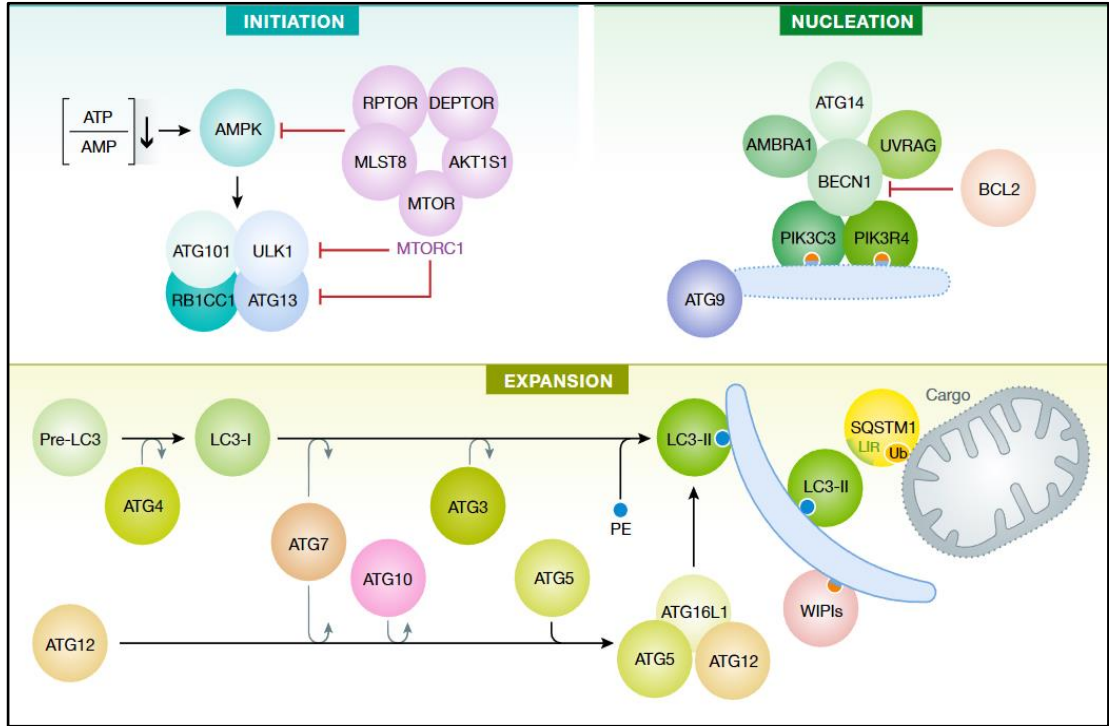 INITIATION
ATP
AMP
AMPK
RPTOR
DEPTOR
MLST8
AKT1S1
MTOR
MTORC1
ATG101
ULK1
RB1CC1
ATG13
NUCLEATION
ATG14
AMBRA1
UVRAG
BECN1
BCL2
PIK3C3
PIK3R4
ATG9
EXPANSION
Pre-LC3
LC3-I
ATG4
ATG7
ATG3
ATG10
PE
ATG5
ATG12
LC3-II
ATG16L1
ATG5
ATG12
LC3-II
WIPIs
SQSTM1
LIR
Ub
Cargo